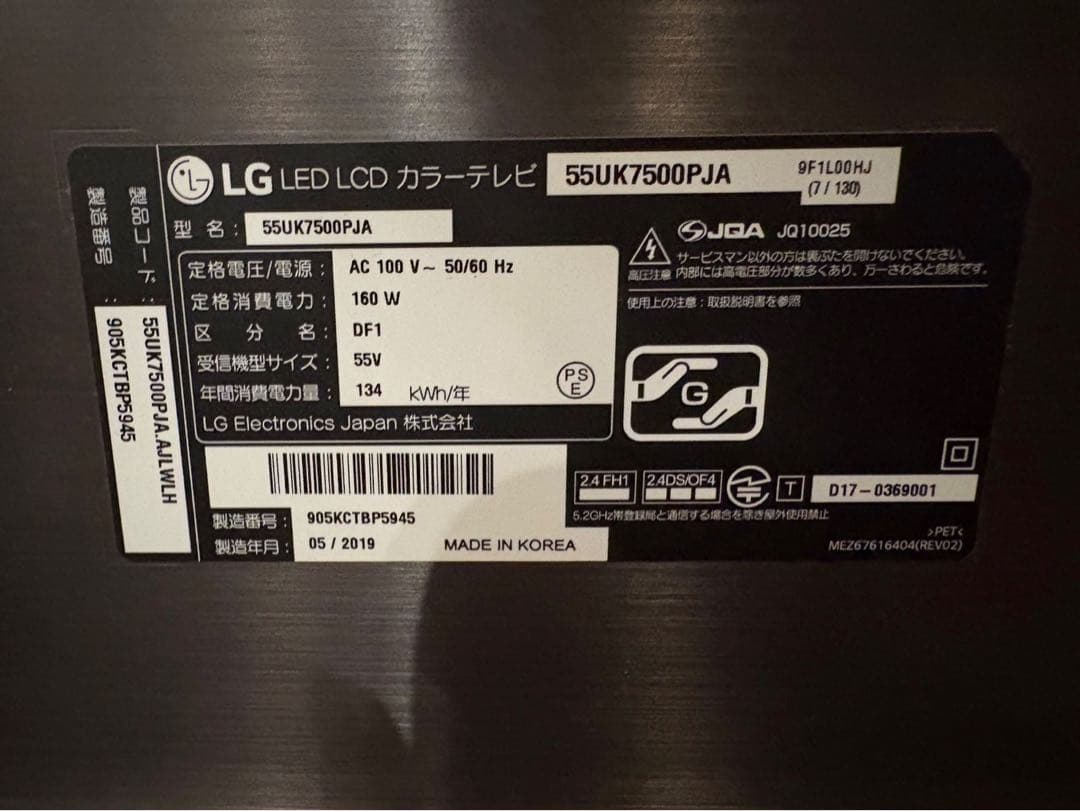 LG LED LCD カラーテレビ 55UK7500PJA
9F1L00HJ
(7 / 130)
型 名 : 55UK7500PJA
定格電圧/電源 : AC 100 V~ 50/60 Hz
定格消費電力 : 160 W
区 分 名 : DF1
受信機型サイズ : 55V
年間消費電力量 : 134 kWh/年
PS
E
LG Electronics Japan 株式会社
製造番号 : 905KCTBP5945
製造年月 : 05 / 2019 MADE IN KOREA
製品コード : 55UK7500PJA.AJLWLH
製造番号 : 905KCTBP5945
JQA JQ10025
高圧注意
サービスマン以外の方は裏ぶたを開けないでください。
内部には高電圧部分が数多くあり、万一さわると危険です。
使用上の注意 : 取扱説明書を参照
G
2.4 FH1 2.4DS/OF4 T D17-0369001
5.2GHz帯登録局と通信する場合を除き屋外使用禁止
>PET<
MEZ67616404(REV02)